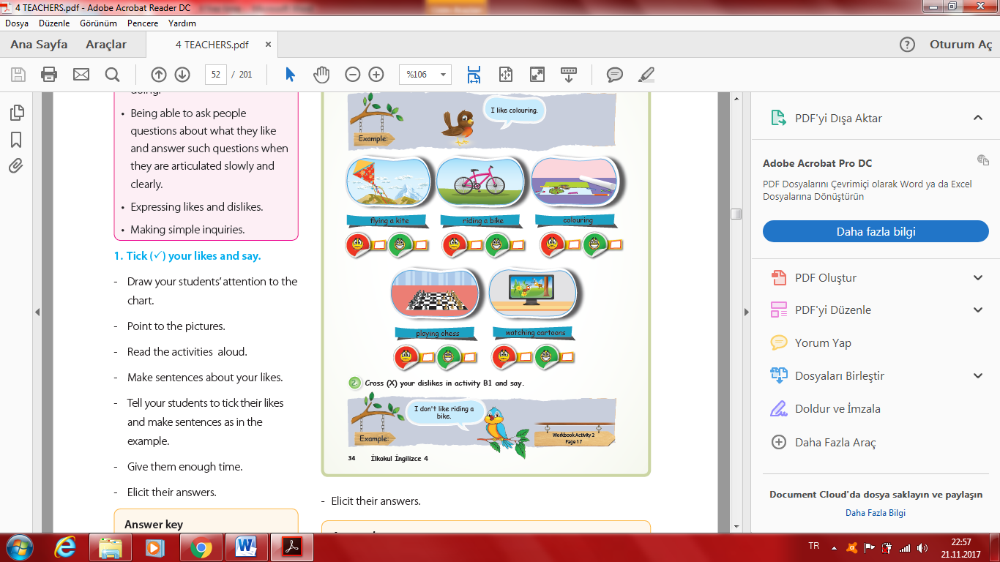 4 TEACHERS.pdf - Adobe Acrobat Reader DC
Dosya Düzenle Görünüm Pencere Yardım
Ana Sayfa Araçlar 4 TEACHERS.pdf × Oturum Aç
52 / 201 %106
• Being able to ask people
questions about what they like
and answer such questions when
they are articulated slowly and
clearly.
• Expressing likes and dislikes.
• Making simple inquiries.
1. Tick (✓) your likes and say.
- Draw your students' attention to the
chart.
- Point to the pictures.
- Read the activities aloud.
- Make sentences about your likes.
- Tell your students to tick their likes
and make sentences as in the
example.
- Give them enough time.
- Elicit their answers.
Answer key
I like colouring.
Example:
flying a kite
riding a bike
colouring
playing chess
watching cartoons
2. Cross (X) your dislikes in activity B1 and say.
I don't like riding a
bike.
Example:
Workbook Activity 2
Page 17
34 İlkokul İngilizce 4
- Elicit their answers.
PDF'yi Dışa Aktar
Adobe Acrobat Pro DC
PDF Dosyalarını Çevrimiçi olarak Word ya da Excel
Dosyalarına Dönüştürün
Daha fazla bilgi
PDF Oluştur
PDF'yi Düzenle
Yorum Yap
Dosyaları Birleştir
Doldur ve İmzala
Daha Fazla Araç
Document Cloud'da dosya saklayın ve paylaşın
Daha Fazla Bilgi
TR
22:57
21.11.2017